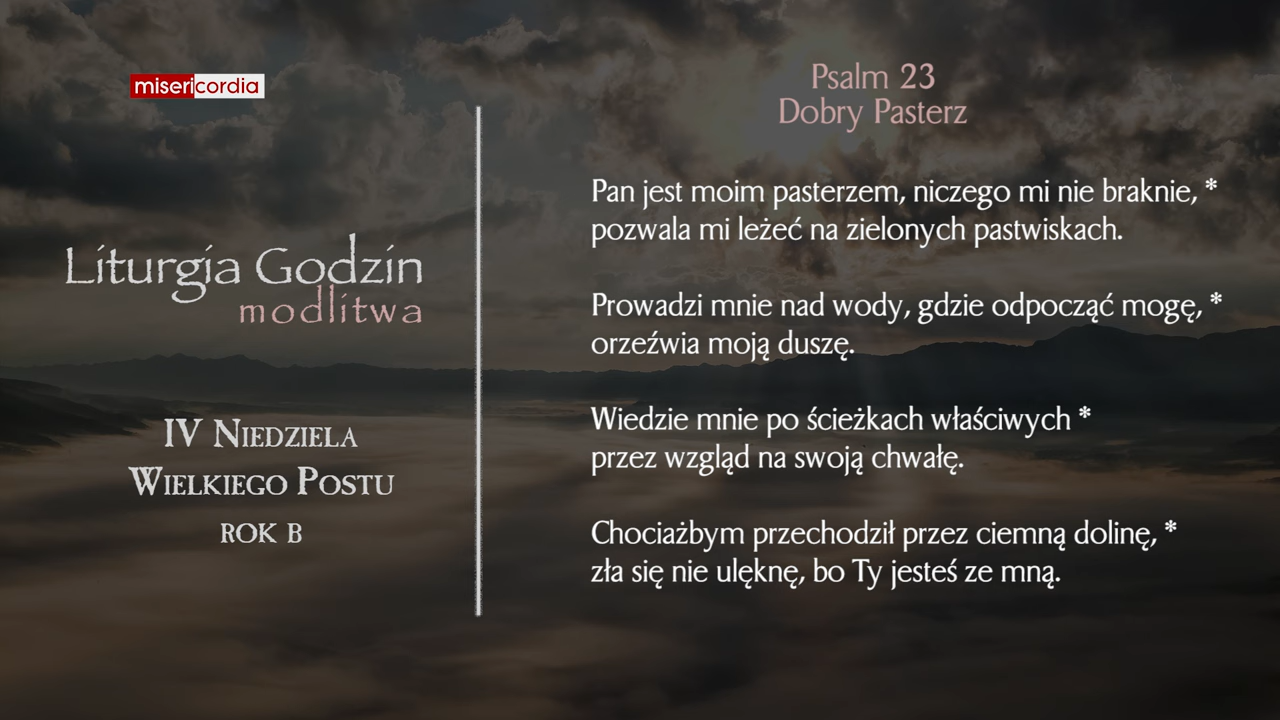 misericordia
Liturgia Godzin
modlitwa
IV Niedziela
Wielkiego Postu
ROK B
Psalm 23
Dobry Pasterz
Pan jest moim pasterzem, niczego mi nie braknie, *
pozwala mi leżeć na zielonych pastwiskach.
Prowadzi mnie nad wody, gdzie odpocząć mogę, *
orzeźwia moją duszę.
Wiedzie mnie po ścieżkach właściwych *
przez wzgląd na swoją chwałę.
Chociażbym przechodził przez ciemną dolinę, *
zła się nie ulęknę, bo Ty jesteś ze mną.